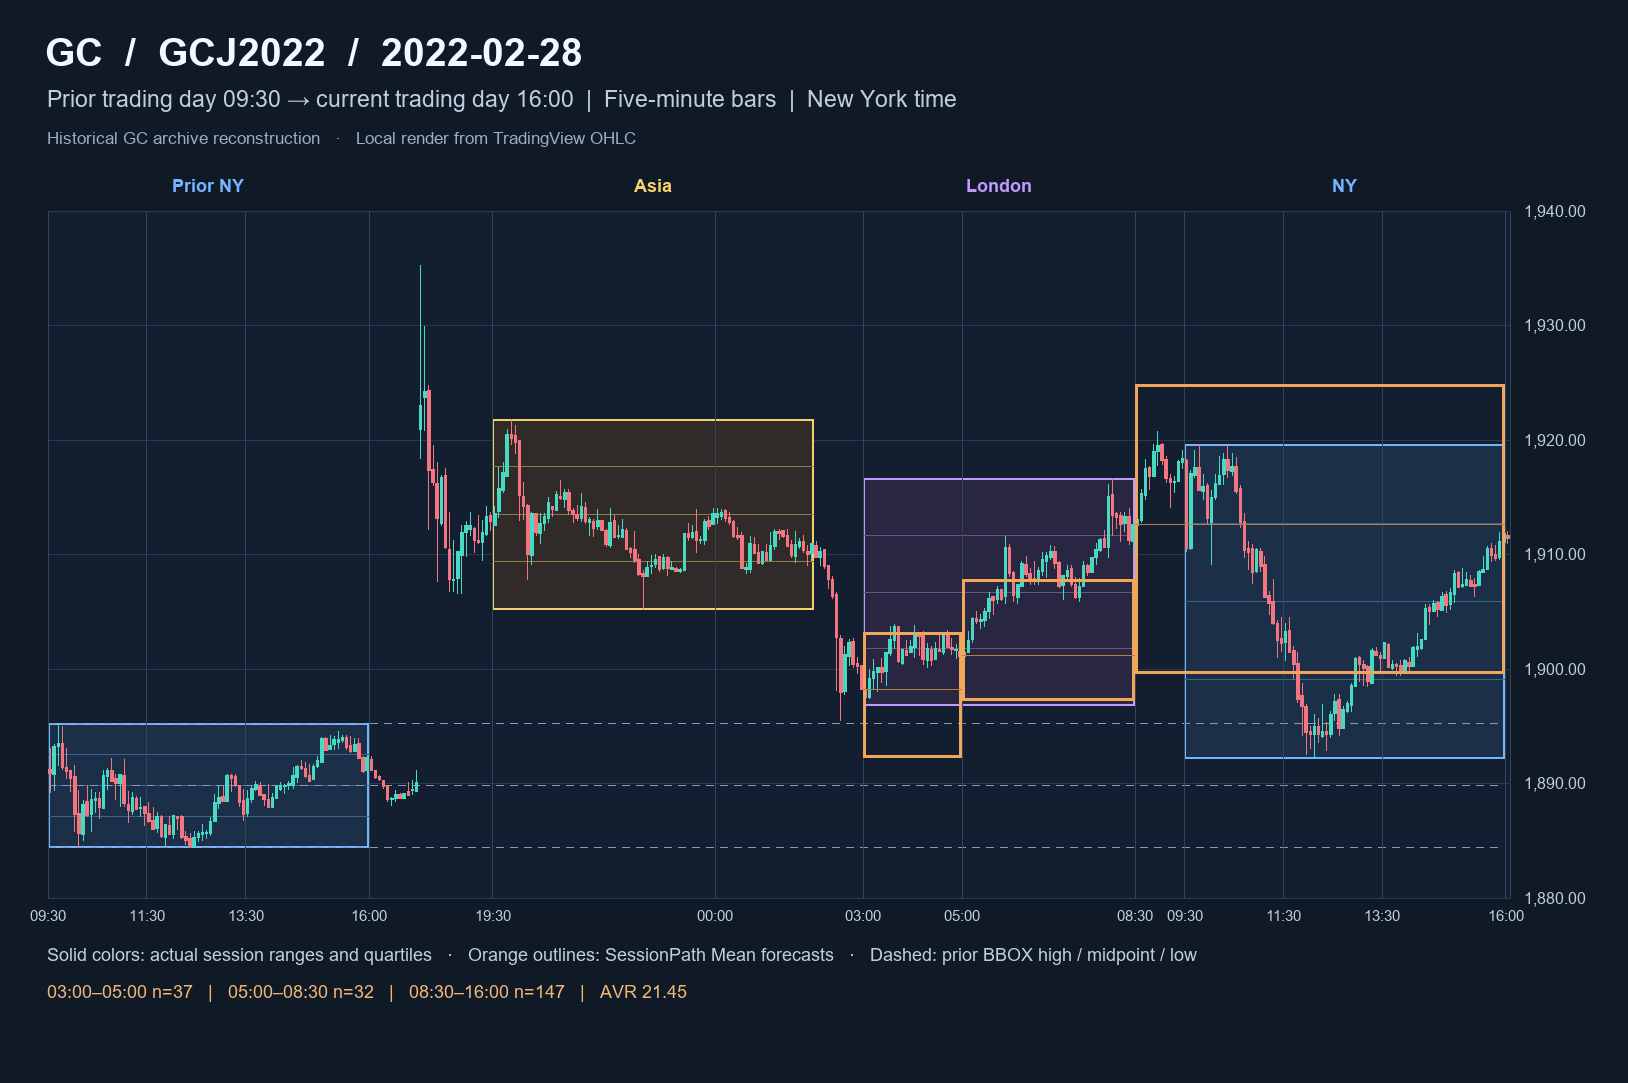 GC / GCJ2022 / 2022-02-28
Prior trading day 09:30 → current trading day 16:00 | Five-minute bars | New York time
Historical GC archive reconstruction · Local render from TradingView OHLC
Prior NY Asia London NY
1,940.00
1,930.00
1,920.00
1,910.00
1,900.00
1,890.00
1,880.00
09:30 11:30 13:30 16:00 19:30 00:00 03:00 05:00 08:30 09:30 11:30 13:30 16:00
Solid colors: actual session ranges and quartiles · Orange outlines: SessionPath Mean forecasts · Dashed: prior BBOX high / midpoint / low
03:00–05:00 n=37 | 05:00–08:30 n=32 | 08:30–16:00 n=147 | AVR 21.45